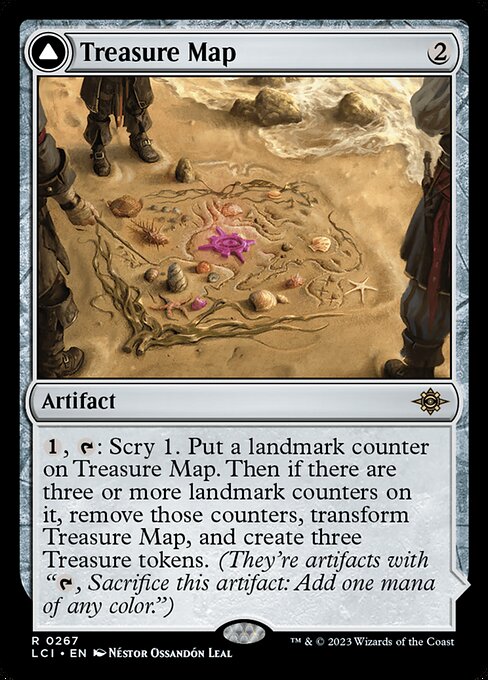 Treasure Map 2
Artifact
1, : Scry 1. Put a landmark counter
on Treasure Map. Then if there are
three or more landmark counters on
it, remove those counters, transform
Treasure Map, and create three
Treasure tokens. (They're artifacts with
“, Sacrifice this artifact: Add one mana
of any color.”)
R 0267
LCI • EN Néstor Ossandón Leal
™ & © 2023 Wizards of the Coast